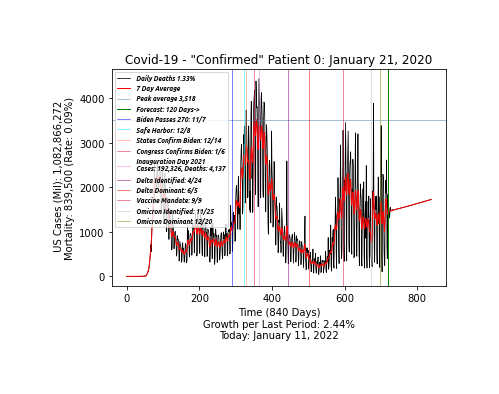 Covid-19 - "Confirmed" Patient 0: January 21, 2020
Daily Deaths 1.33%
7 Day Average
Peak average 3,518
Forecast: 120 Days->
Biden Passes 270: 11/7
Safe Harbor: 12/8
States Confirm Biden: 12/14
Congress Confirms Biden: 1/6
Inauguration Day 2021
Cases: 192,326, Deaths: 4,137
Delta Identified: 4/24
Delta Dominant: 6/5
Vaccine Mandate: 9/9
Omicron Identified: 11/25
Omicron Dominant 12/20
US Cases (Mil): 1,082,866,272
Mortality: 839,500 (Rate: 0.09%)
4000
3000
2000
1000
0
0 200 400 600 800
Time (840 Days)
Growth per Last Period: 2.44%
Today: January 11, 2022